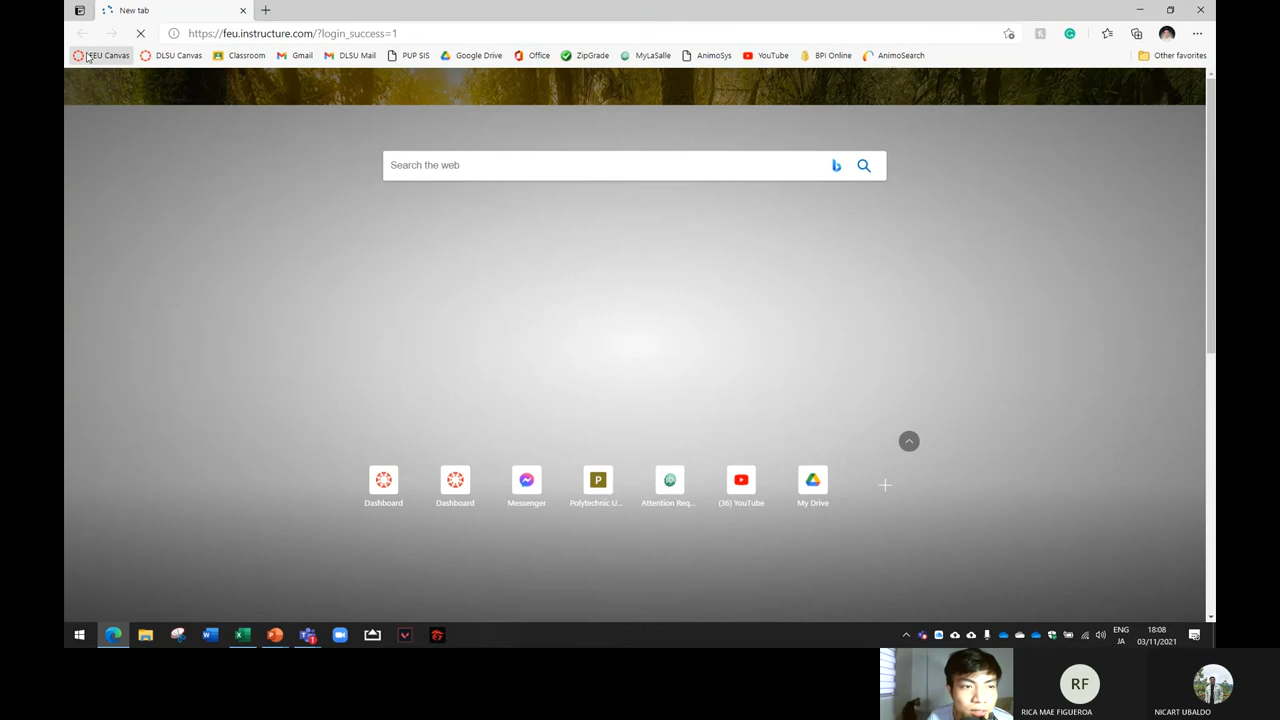 New tab
https://feu.instructure.com/?login_success=1
FEU Canvas
DLSU Canvas
Classroom
Gmail
DLSU Mail
PUP SIS
Google Drive
Office
ZipGrade
MyLaSalle
AnimoSys
YouTube
BPI Online
AnimoSearch
Other favorites
Search the web
Dashboard
Dashboard
Messenger
P
Polytechnic U...
Attention Req...
(36) YouTube
My Drive
ENG
JA
18:08
03/11/2021
RF
RICA MAE FIGUEROA
NICART UBALDO